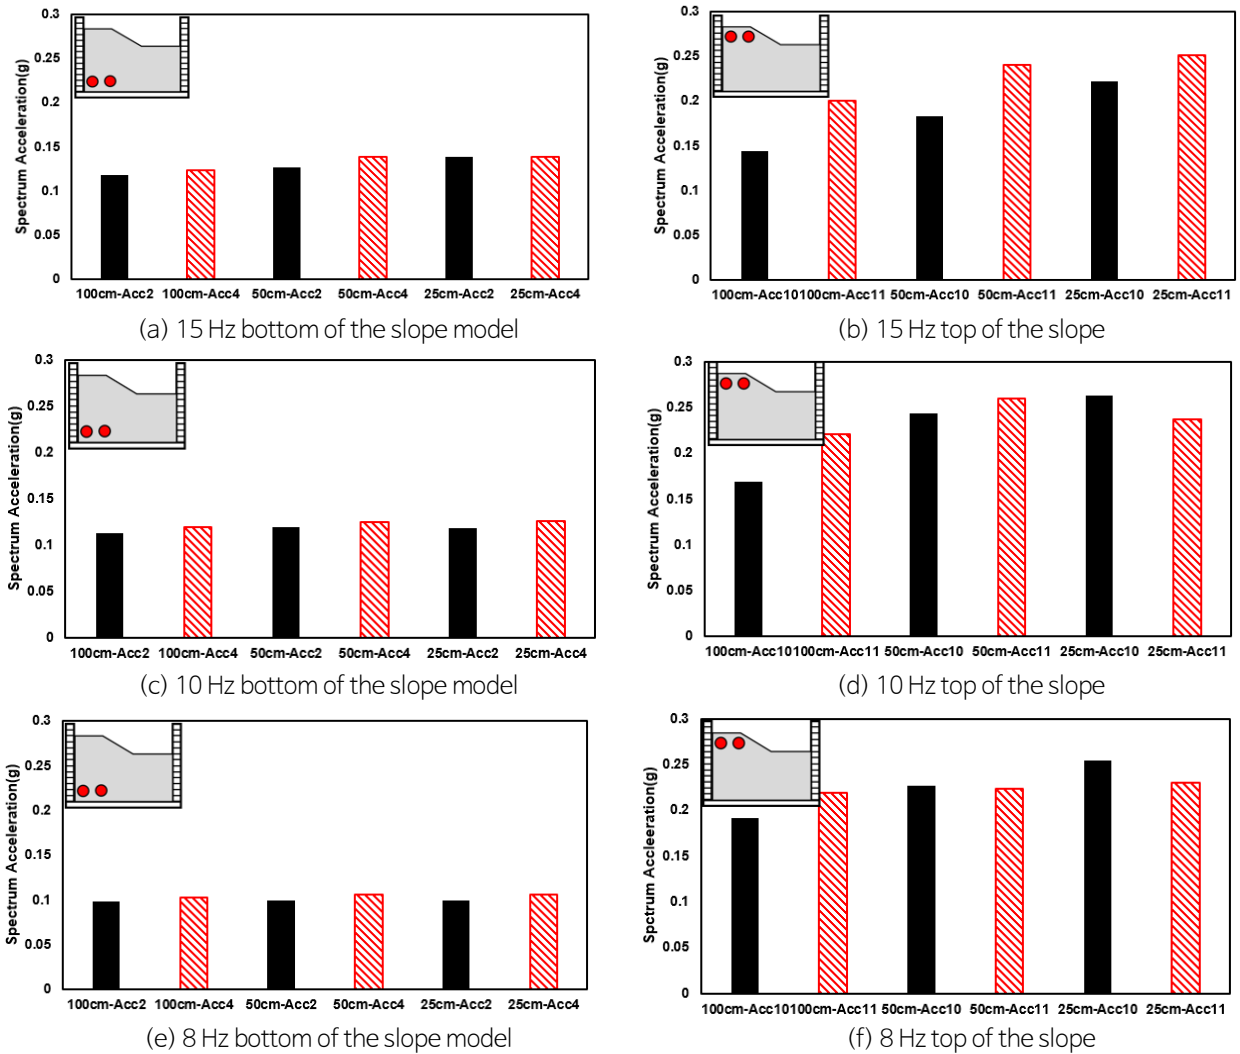 0.3
0.25
0.2
0.15
0.1
0.05
0
Spectrum Acceleration(g)
100cm-Acc2 100cm-Acc4 50cm-Acc2 50cm-Acc4 25cm-Acc2 25cm-Acc4
(a) 15 Hz bottom of the slope model
0.3
0.25
0.2
0.15
0.1
0.05
0
Spectrum Acceleration(g)
100cm-Acc10 100cm-Acc11 50cm-Acc10 50cm-Acc11 25cm-Acc10 25cm-Acc11
(b) 15 Hz top of the slope
0.3
0.25
0.2
0.15
0.1
0.05
0
Spectrum Acceleration(g)
100cm-Acc2 100cm-Acc4 50cm-Acc2 50cm-Acc4 25cm-Acc2 25cm-Acc4
(c) 10 Hz bottom of the slope model
0.3
0.25
0.2
0.15
0.1
0.05
0
Spectrum Acceleration(g)
100cm-Acc10 100cm-Acc11 50cm-Acc10 50cm-Acc11 25cm-Acc10 25cm-Acc11
(d) 10 Hz top of the slope
0.3
0.25
0.2
0.15
0.1
0.05
0
Spectrum Acceleration(g)
100cm-Acc2 100cm-Acc4 50cm-Acc2 50cm-Acc4 25cm-Acc2 25cm-Acc4
(e) 8 Hz bottom of the slope model
0.3
0.25
0.2
0.15
0.1
0.05
0
Spctrum Accleeration(g)
100cm-Acc10 100cm-Acc11 50cm-Acc10 50cm-Acc11 25cm-Acc10 25cm-Acc11
(f) 8 Hz top of the slope